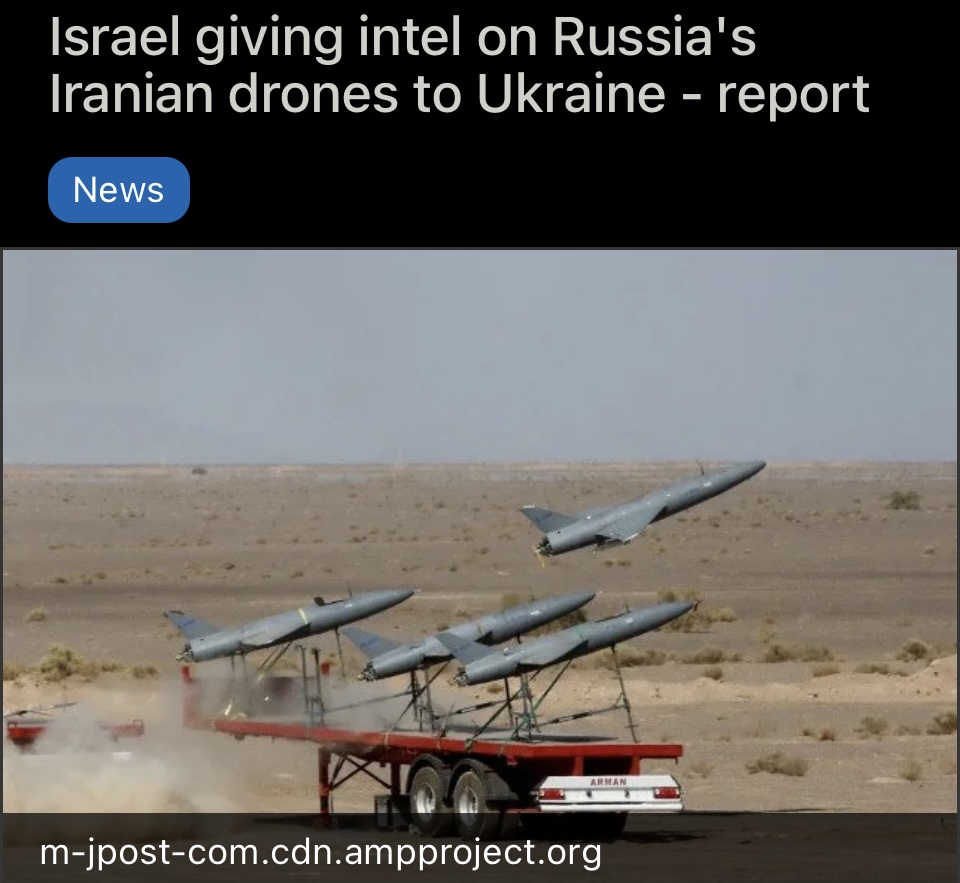 Israel giving intel on Russia's
Iranian drones to Ukraine - report
News
ARMAN
m-jpost-com.cdn.ampproject.org